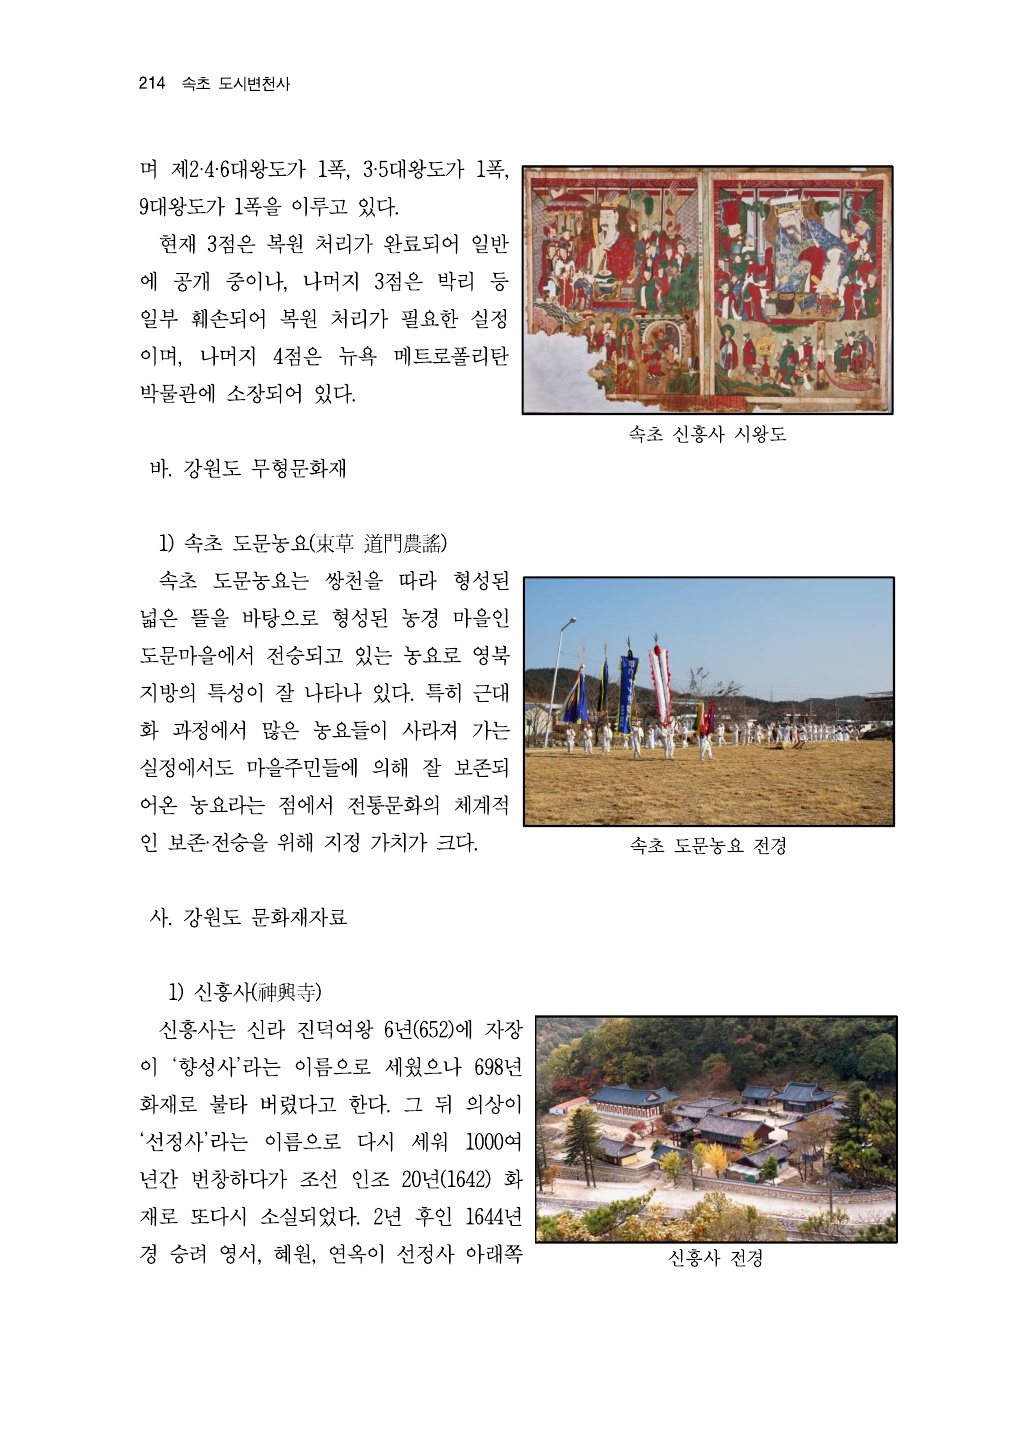 214 속초 도시변천사
며 제2·4·6대왕도가 1폭, 3·5대왕도가 1폭,
9대왕도가 1폭을 이루고 있다.
현재 3점은 복원 처리가 완료되어 일반
에 공개 중이나, 나머지 3점은 박리 등
일부 훼손되어 복원 처리가 필요한 실정
이며, 나머지 4점은 뉴욕 메트로폴리탄
박물관에 소장되어 있다.
속초 신흥사 시왕도
바. 강원도 무형문화재
1) 속초 도문농요(束草 道門農謠)
속초 도문농요는 쌍천을 따라 형성된
넓은 뜰을 바탕으로 형성된 농경 마을인
도문마을에서 전승되고 있는 농요로 영북
지방의 특성이 잘 나타나 있다. 특히 근대
화 과정에서 많은 농요들이 사라져 가는
실정에서도 마을주민들에 의해 잘 보존되
어온 농요라는 점에서 전통문화의 체계적
인 보존·전승을 위해 지정 가치가 크다.
속초 도문농요 전경
사. 강원도 문화재자료
1) 신흥사(神興寺)
신흥사는 신라 진덕여왕 6년(652)에 자장
이 ‘향성사’라는 이름으로 세웠으나 698년
화재로 불타 버렸다고 한다. 그 뒤 의상이
‘선정사’라는 이름으로 다시 세워 1000여
년간 번창하다가 조선 인조 20년(1642) 화
재로 또다시 소실되었다. 2년 후인 1644년
경 승려 영서, 혜원, 연옥이 선정사 아래쪽
신흥사 전경